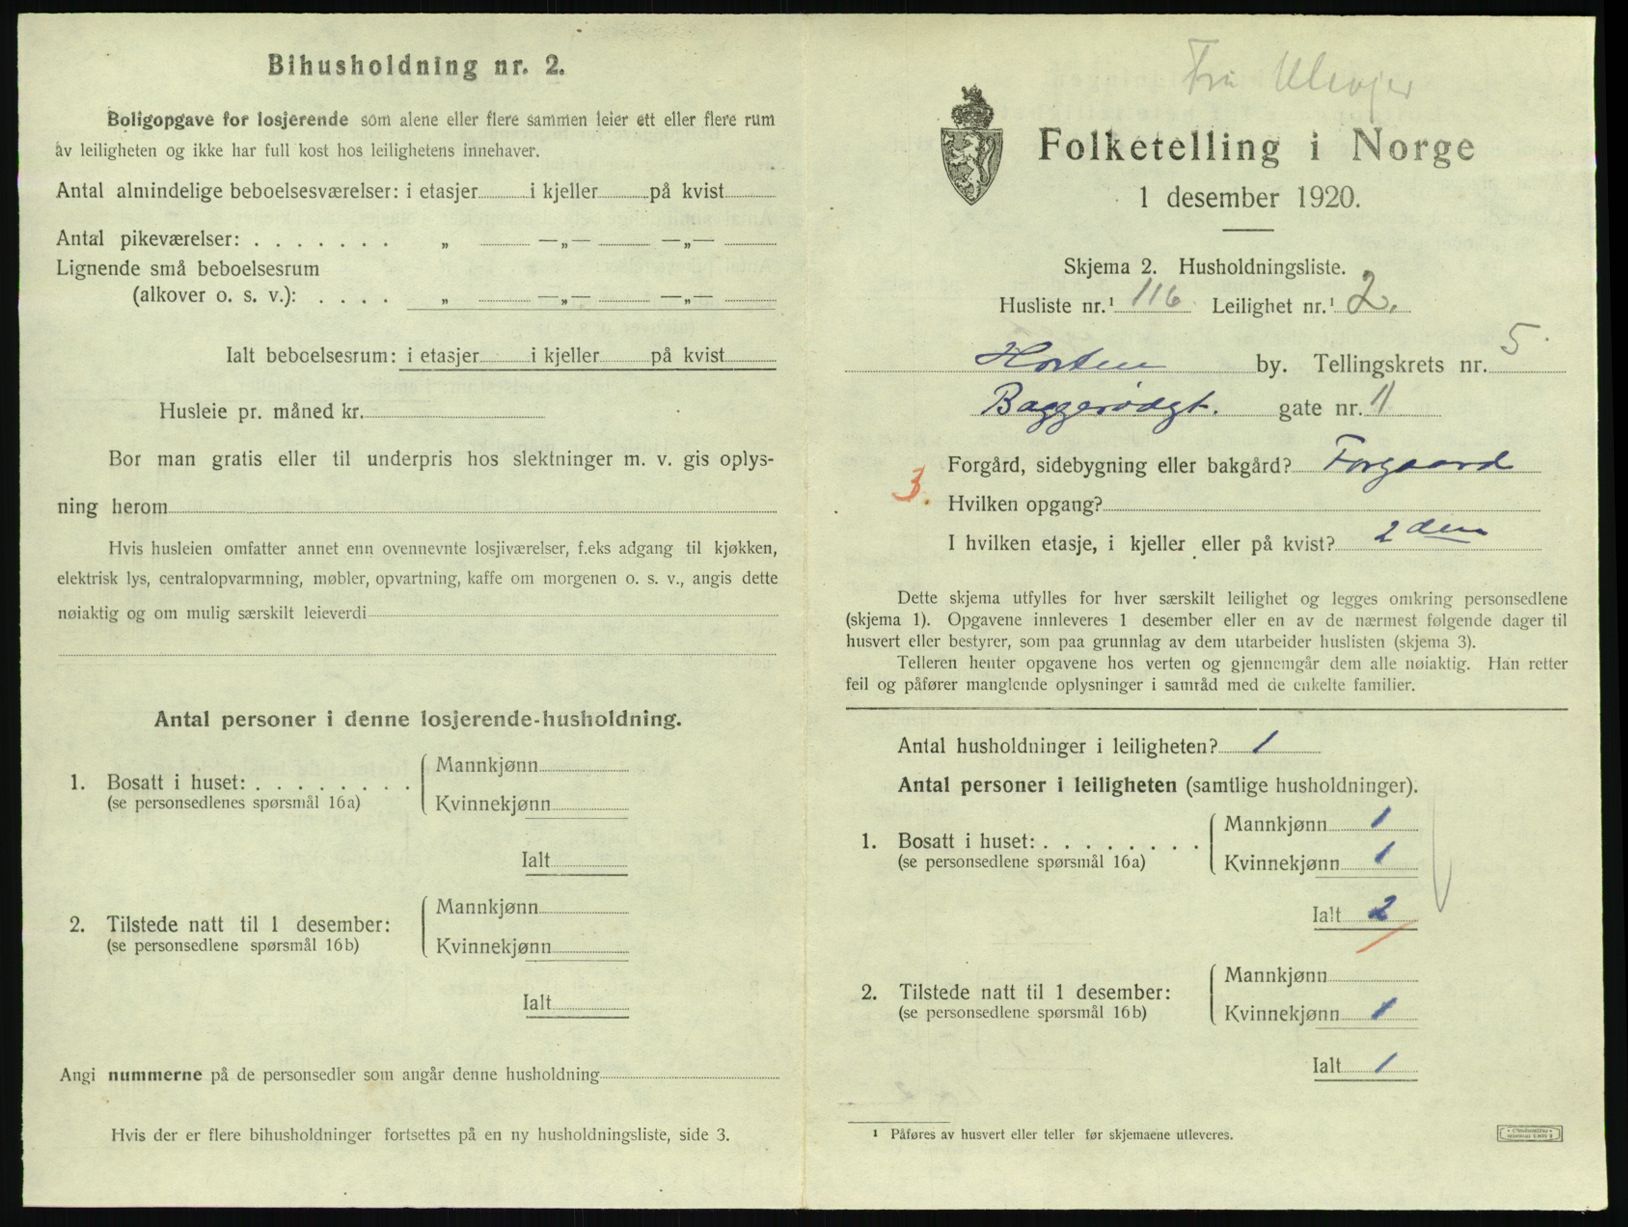 Bihusholdning nr. 2.
Boligopgave for losjerende som alene eller flere sammen leier ett eller flere rum
av leiligheten og ikke har full kost hos leilighetens innehaver.
Antal almindelige beboelsesværelser: i etasjer i kjeller på kvist
Antal pikeværelser: . . . . . . . „ —„— —„—
Lignende små beboelsesrum
(alkover o. s. v.): . . . . „ —„— —„—
Ialt beboelsesrum: i etasjer i kjeller på kvist
Husleie pr. måned kr.
Bor man gratis eller til underpris hos slektninger m. v. gis oplys-
ning herom
Hvis husleien omfatter annet enn ovennevnte losjiværelser, f.eks adgang til kjøkken,
elektrisk lys, centralopvarmning, møbler, opvartning, kaffe om morgenen o. s. v., angis dette
nøiaktig og om mulig særskilt leieverdi
Antal personer i denne losjerende-husholdning.
1. Bosatt i huset: . . . . . . . .
(se personsedlenes spørsmål 16a)
Mannkjønn
Kvinnekjønn
Ialt
2. Tilstede natt til 1 desember:
(se personsedlene spørsmål 16b)
Mannkjønn
Kvinnekjønn
Ialt
Angi nummerne på de personsedler som angår denne husholdning
Hvis der er flere bihusholdninger fortsettes på en ny husholdningsliste, side 3.
Fru
Folketelling i Norge
1 desember 1920.
Skjema 2. Husholdningsliste.
Husliste nr.¹ 116 Leilighet nr.¹ 2.
Horten by. Tellingskrets nr. 5
Baggerødgt. gate nr. 11
Forgård, sidebygning eller bakgård? Forgaard
3.
Hvilken opgang?
I hvilken etasje, i kjeller eller på kvist? 2den
Dette skjema utfylles for hver særskilt leilighet og legges omkring personsedlene
(skjema 1). Opgavene innleveres 1 desember eller en av de nærmest følgende dager til
husvert eller bestyrer, som paa grunnlag av dem utarbeider huslisten (skjema 3).
Telleren henter opgavene hos verten og gjennemgår dem alle nøiaktig. Han retter
feil og påfører manglende oplysninger i samråd med de enkelte familier.
Antal husholdninger i leiligheten? 1
Antal personer i leiligheten (samtlige husholdninger).
1. Bosatt i huset: . . . . . . . .
(se personsedlene spørsmål 16a)
Mannkjønn 1
Kvinnekjønn 1
Ialt 2
2. Tilstede natt til 1 desember:
(se personsedlene spørsmål 16b)
Mannkjønn
Kvinnekjønn 1
Ialt 1
¹ Påføres av husvert eller teller før skjemaene utleveres.